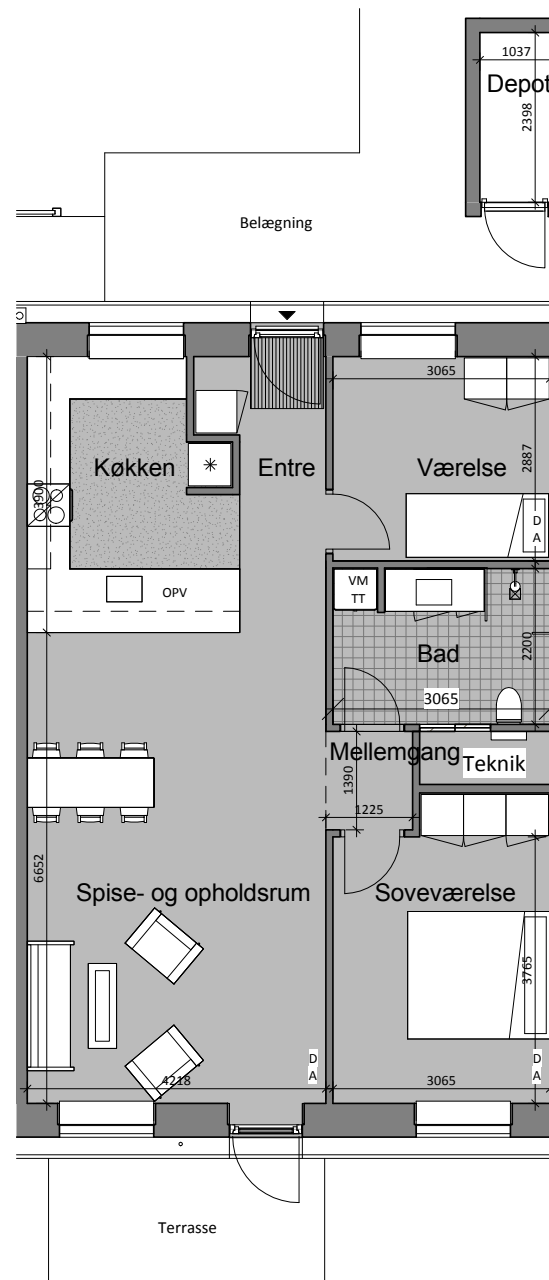 1037
Depot
2398
Belægning
3065
3900
Køkken
Entre
Værelse
2887
D
A
OPV
VM
TT
Bad
2200
3065
Mellemgang
Teknik
1390
1225
6652
Spise- og opholdsrum
Soveværelse
3765
D
A
D
A
4218
3065
Terrasse